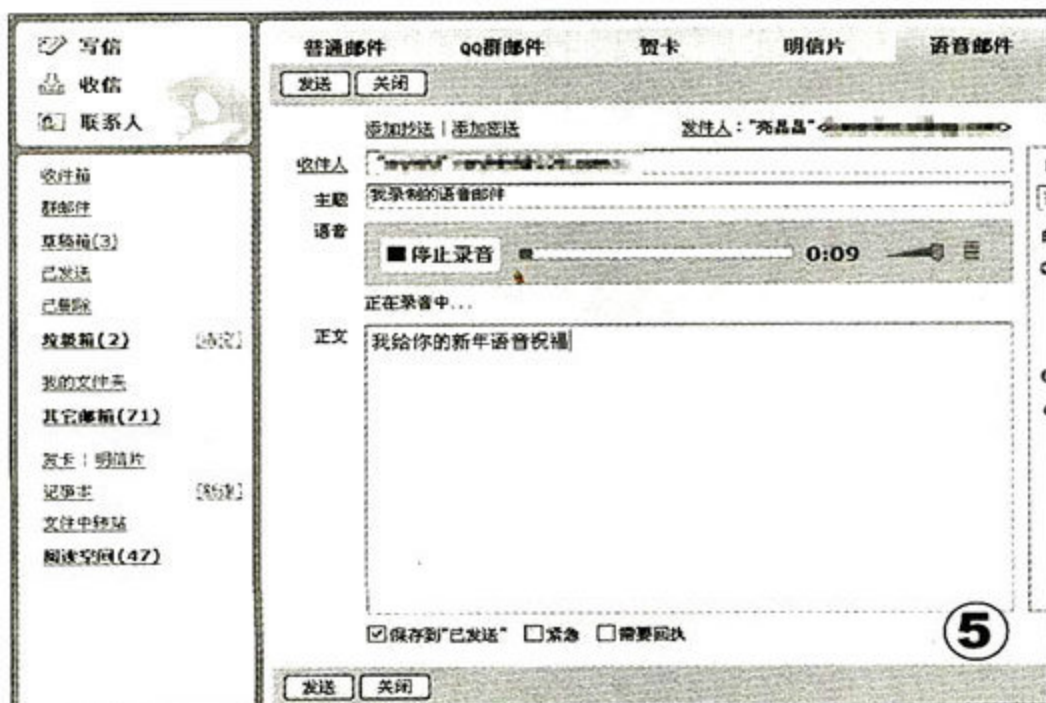 写信
收信
联系人
收件箱
群邮件
草稿箱(3)
已发送
已删除
垃圾箱(2) [清空]
我的文件夹
其它邮箱(71)
贺卡 | 明信片
记事本
文件中转站
阅读空间(47)
普通邮件 QQ群邮件 贺卡 明信片 语音邮件
发送 关闭
添加抄送 | 添加密送 发件人："亮晶晶"
收件人
主题 我录制的语音邮件
语音 停止录音 0:09
正在录音中...
正文 我给你的新年语音祝福
保存到"已发送" 紧急 需要回执
5
发送 关闭